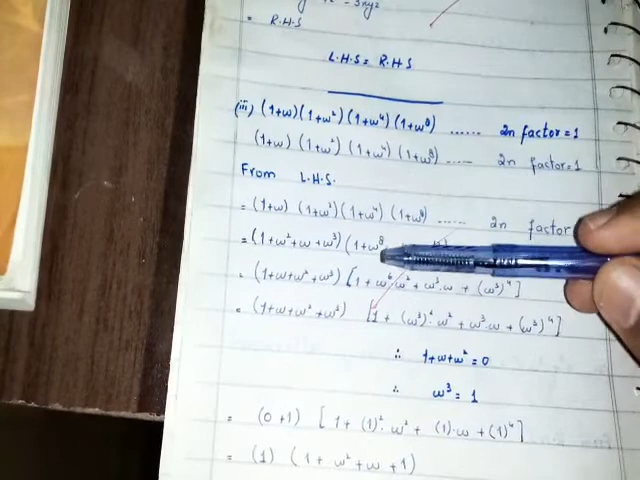 - 3xyz
= R.H.S
L.H.S = R.H.S
(iii) (1+ω)(1+ω²)(1+ω⁴)(1+ω⁸) ...... 2n factor=1
(1+ω) (1+ω²) (1+ω⁴) (1+ω⁸) ...... 2n factor=1
From L.H.S.
= (1+ω) (1+ω²)(1+ω⁴) (1+ω⁸) ...... 2n factor
= (1+ω²+ω+ω³) (1+ω⁸
= (1+ω+ω²+ω³) [1+ω⁶ω²+ω³.ω + (ω³)⁴]
= (1+ω+ω²+ω³) [1+ (ω³)².ω²+ω³.ω+(ω³)⁴]
∴ 1+ω+ω²=0
∴ ω³=1
= (0+1) [1+(1)².ω²+ (1).ω+(1)⁴]
= (1) (1+ω²+ω+1)